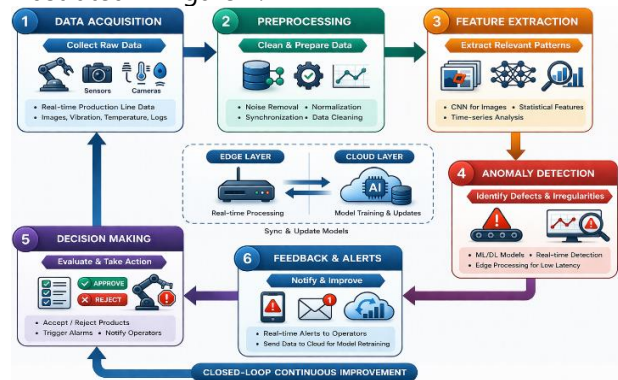 1 DATA ACQUISITION
Collect Raw Data
Sensors Cameras
• Real-time Production Line Data
• Images, Vibration, Temperature, Logs
2 PREPROCESSING
Clean & Prepare Data
• Noise Removal • Normalization
• Synchronization • Data Cleaning
3 FEATURE EXTRACTION
Extract Relevant Patterns
• CNN for Images • Statistical Features
• Time-series Analysis
EDGE LAYER CLOUD LAYER
AI
Real-time Processing Model Training & Updates
Sync & Update Models
4 ANOMALY DETECTION
Identify Defects & Irregularities
• ML/DL Models • Real-time Detection
• Edge Processing for Low Latency
5 DECISION MAKING
Evaluate & Take Action
APPROVE
REJECT
• Accept / Reject Products
• Trigger Alarms • Notify Operators
6 FEEDBACK & ALERTS
Notify & Improve
1
• Real-time Alerts to Operators
• Send Data to Cloud for Model Retraining
CLOSED-LOOP CONTINUOUS IMPROVEMENT